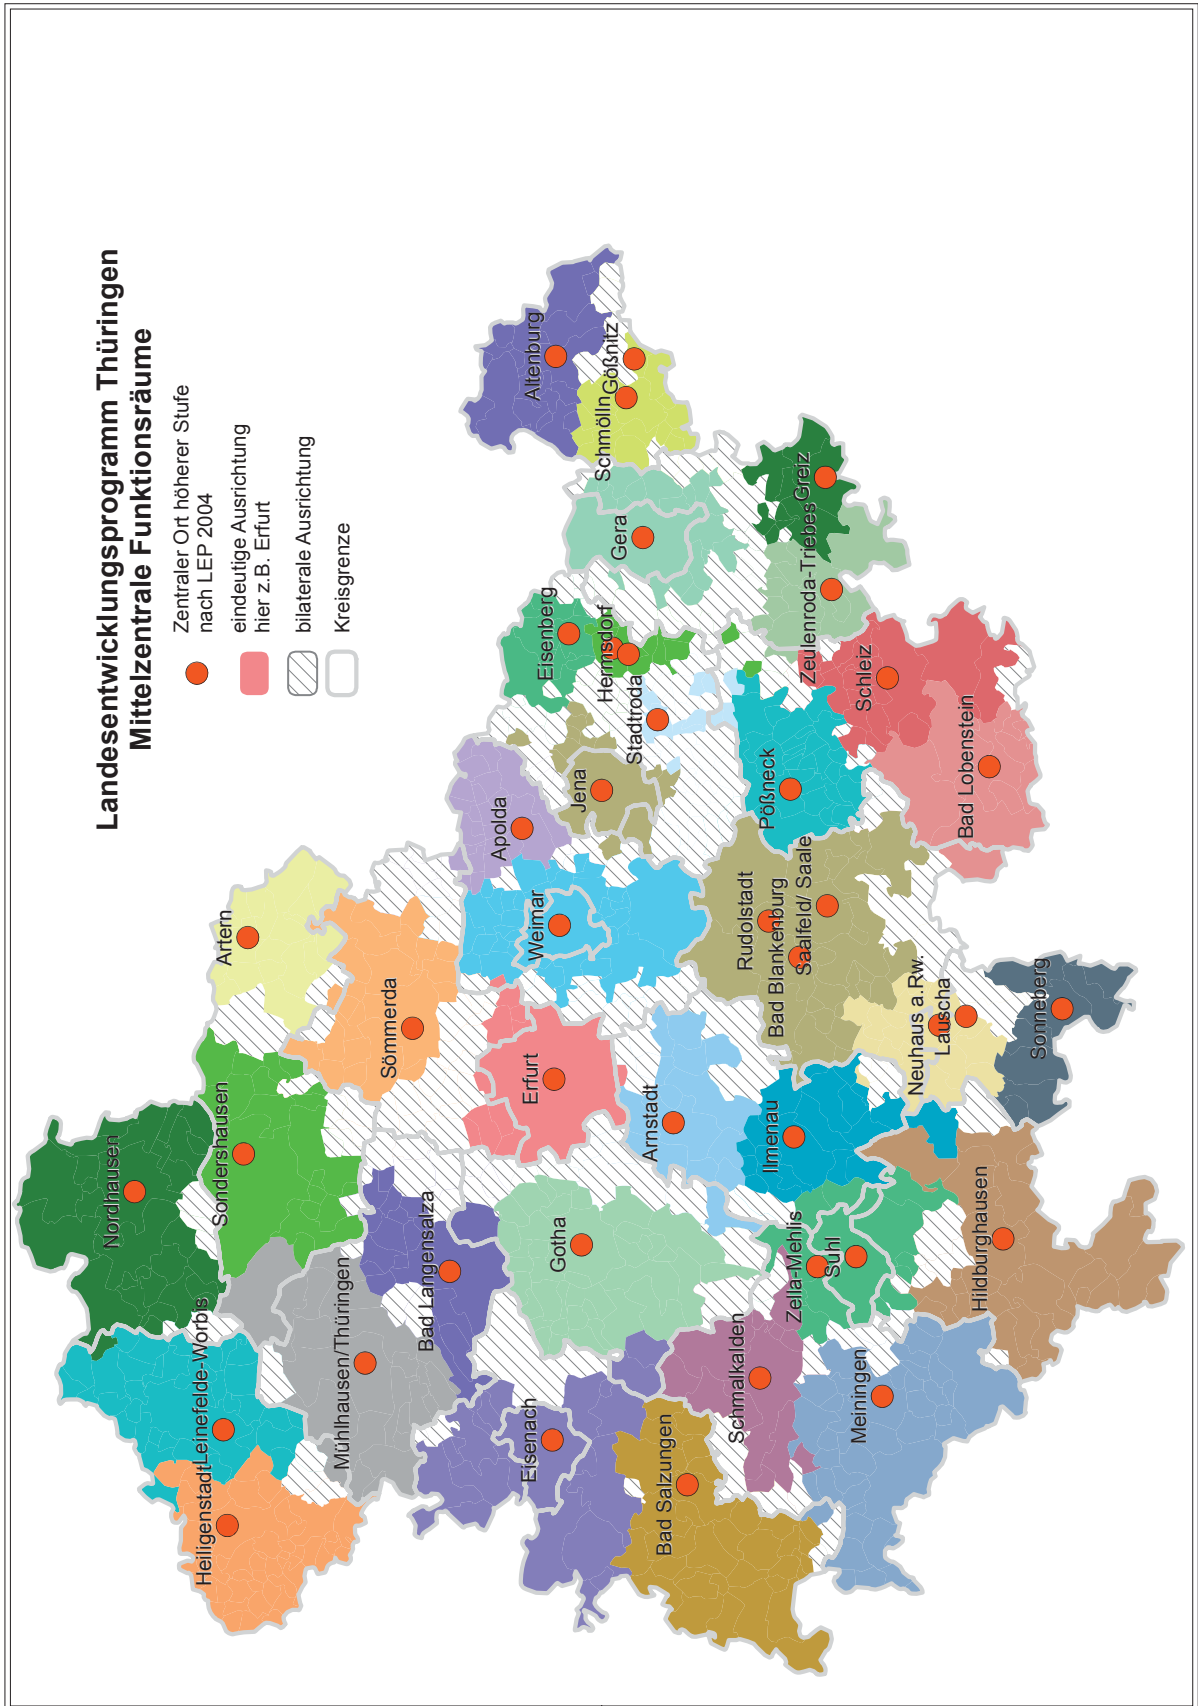 Landesentwicklungsprogramm Thüringen
Mittelzentrale Funktionsräume
Zentraler Ort höherer Stufe
nach LEP 2004
eindeutige Ausrichtung
hier z.B. Erfurt
bilaterale Ausrichtung
Kreisgrenze
Nordhausen
Heiligenstadt
Leinefelde-Worbis
Sondershausen
Artern
Mühlhausen/Thüringen
Sömmerda
Bad Langensalza
Apolda
Altenburg
Eisenach
Gotha
Erfurt
Weimar
Jena
Eisenberg
Hermsdorf
Gera
Schmölln
Gößnitz
Stadtroda
Arnstadt
Bad Salzungen
Schmalkalden
Zella-Mehlis
Suhl
Ilmenau
Rudolstadt
Bad Blankenburg
Saalfeld/ Saale
Pößneck
Zeulenroda-Triebes
Greiz
Schleiz
Meiningen
Neuhaus a.Rw.
Lauscha
Bad Lobenstein
Hildburghausen
Sonneberg